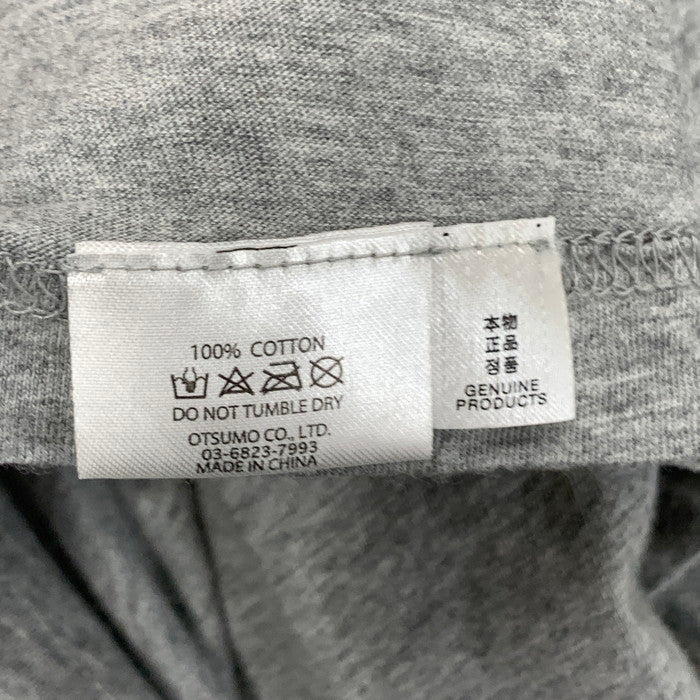 100% COTTON
DO NOT TUMBLE DRY
OTSUMO CO., LTD.
03-6823-7993
MADE IN CHINA
本物
正品
정품
GENUINE
PRODUCTS